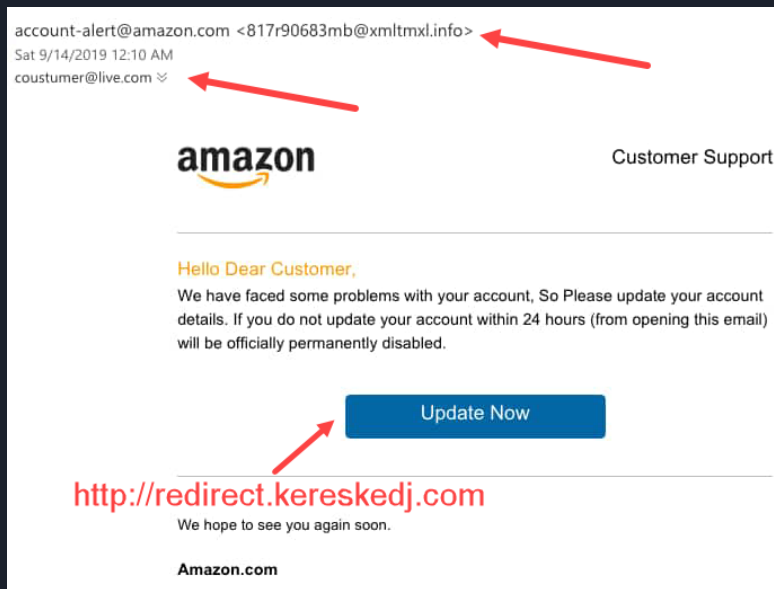 account-alert@amazon.com <817r90683mb@xmltmxl.info>
Sat 9/14/2019 12:10 AM
coustumer@live.com
amazon
Customer Support
Hello Dear Customer,
We have faced some problems with your account, So Please update your account
details. If you do not update your account within 24 hours (from opening this email)
will be officially permanently disabled.
Update Now
http://redirect.kereskedj.com
We hope to see you again soon.
Amazon.com